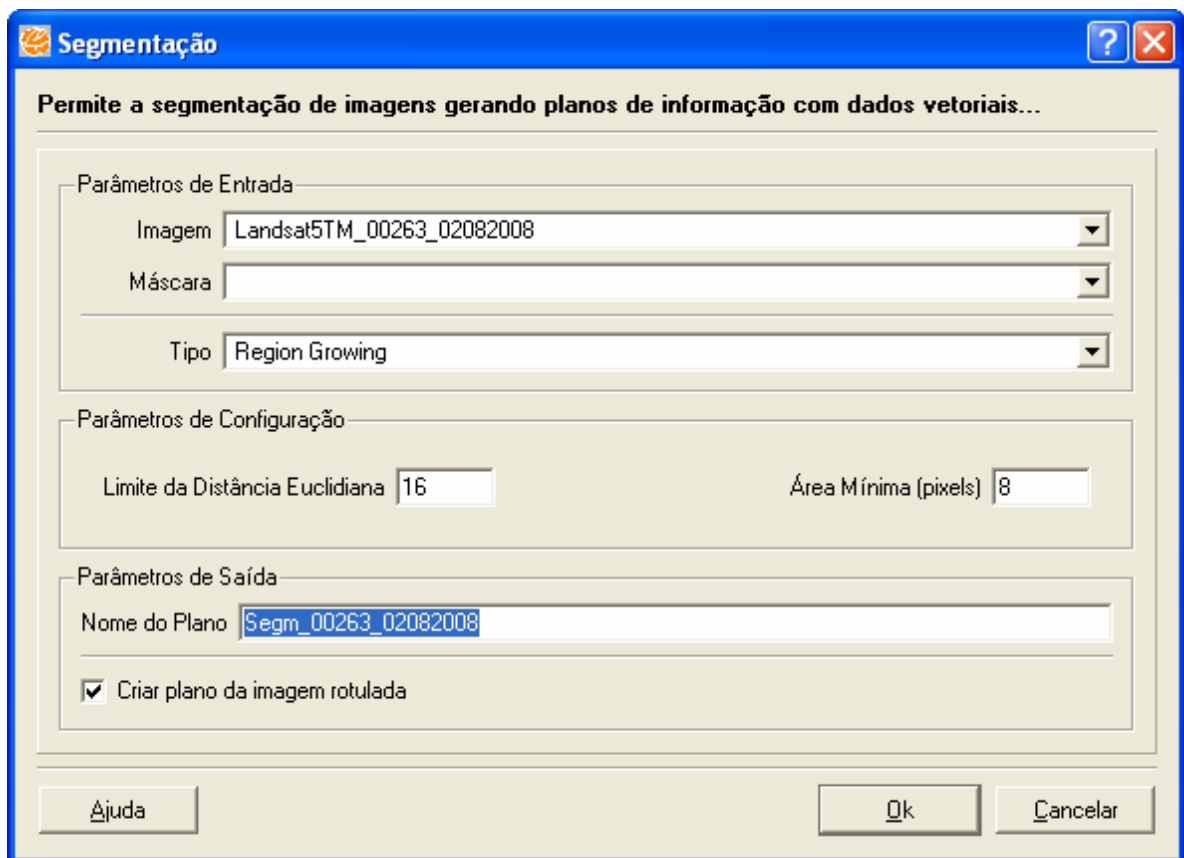 Segmentação
?
Permite a segmentação de imagens gerando planos de informação com dados vetoriais...
Parâmetros de Entrada
Imagem Landsat5TM_00263_02082008
Máscara
Tipo Region Growing
Parâmetros de Configuração
Limite da Distância Euclidiana 16 Área Mínima (pixels) 8
Parâmetros de Saída
Nome do Plano Segm_00263_02082008
Criar plano da imagem rotulada
Ajuda Ok Cancelar